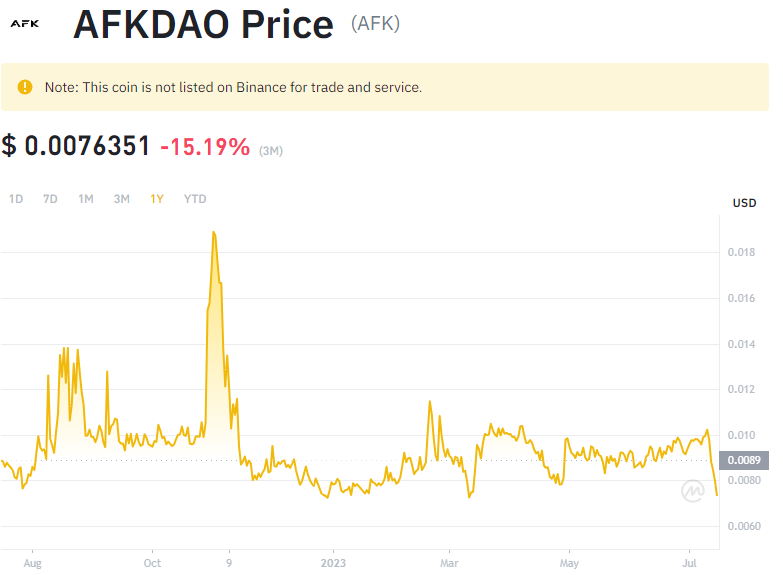 AFK AFKDAO Price (AFK)
Note: This coin is not listed on Binance for trade and service.
$ 0.0076351 -15.19% (3M)
1D 7D 1M 3M 1Y YTD
USD
0.018
0.016
0.014
0.012
0.010
0.0089
0.0080
0.0060
Aug Oct 9 2023 Mar May Jul